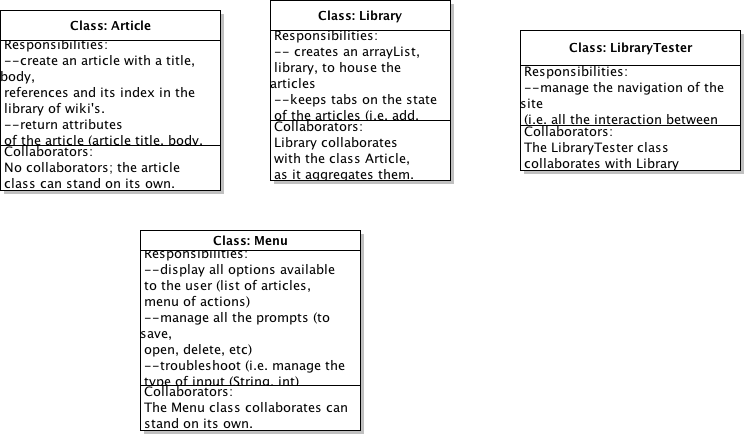 Class: Article
Responsibilities:
--create an article with a title,
body,
references and its index in the
library of wiki's.
--return attributes
of the article (article title, body,
Collaborators:
No collaborators; the article
class can stand on its own.
Class: Library
Responsibilities:
-- creates an arrayList,
library, to house the
articles
--keeps tabs on the state
of the articles (i.e. add,
Collaborators:
Library collaborates
with the class Article,
as it aggregates them.
Class: LibraryTester
Responsibilities:
--manage the navigation of the
site
(i.e. all the interaction between
Collaborators:
The LibraryTester class
collaborates with Library
Class: Menu
Responsibilities:
--display all options available
to the user (list of articles,
menu of actions)
--manage all the prompts (to
save,
open, delete, etc)
--troubleshoot (i.e. manage the
type of input (String, int)
Collaborators:
The Menu class collaborates can
stand on its own.